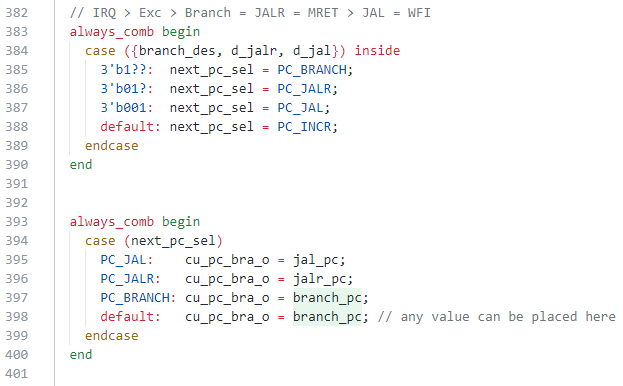 382 // IRQ > Exc > Branch = JALR = MRET > JAL = WFI
383 always_comb begin
384 case ({branch_des, d_jalr, d_jal}) inside
385 3'b1??: next_pc_sel = PC_BRANCH;
386 3'b01?: next_pc_sel = PC_JALR;
387 3'b001: next_pc_sel = PC_JAL;
388 default: next_pc_sel = PC_INCR;
389 endcase
390 end
391
392
393 always_comb begin
394 case (next_pc_sel)
395 PC_JAL: cu_pc_bra_o = jal_pc;
396 PC_JALR: cu_pc_bra_o = jalr_pc;
397 PC_BRANCH: cu_pc_bra_o = branch_pc;
398 default: cu_pc_bra_o = branch_pc; // any value can be placed here
399 endcase
400 end
401